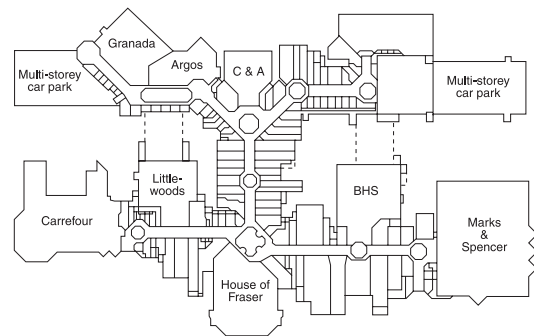 Granada
Multi-storey
car park
Argos
C & A
Multi-storey
car park
Little-
woods
BHS
Carrefour
Marks
&
Spencer
House of
Fraser